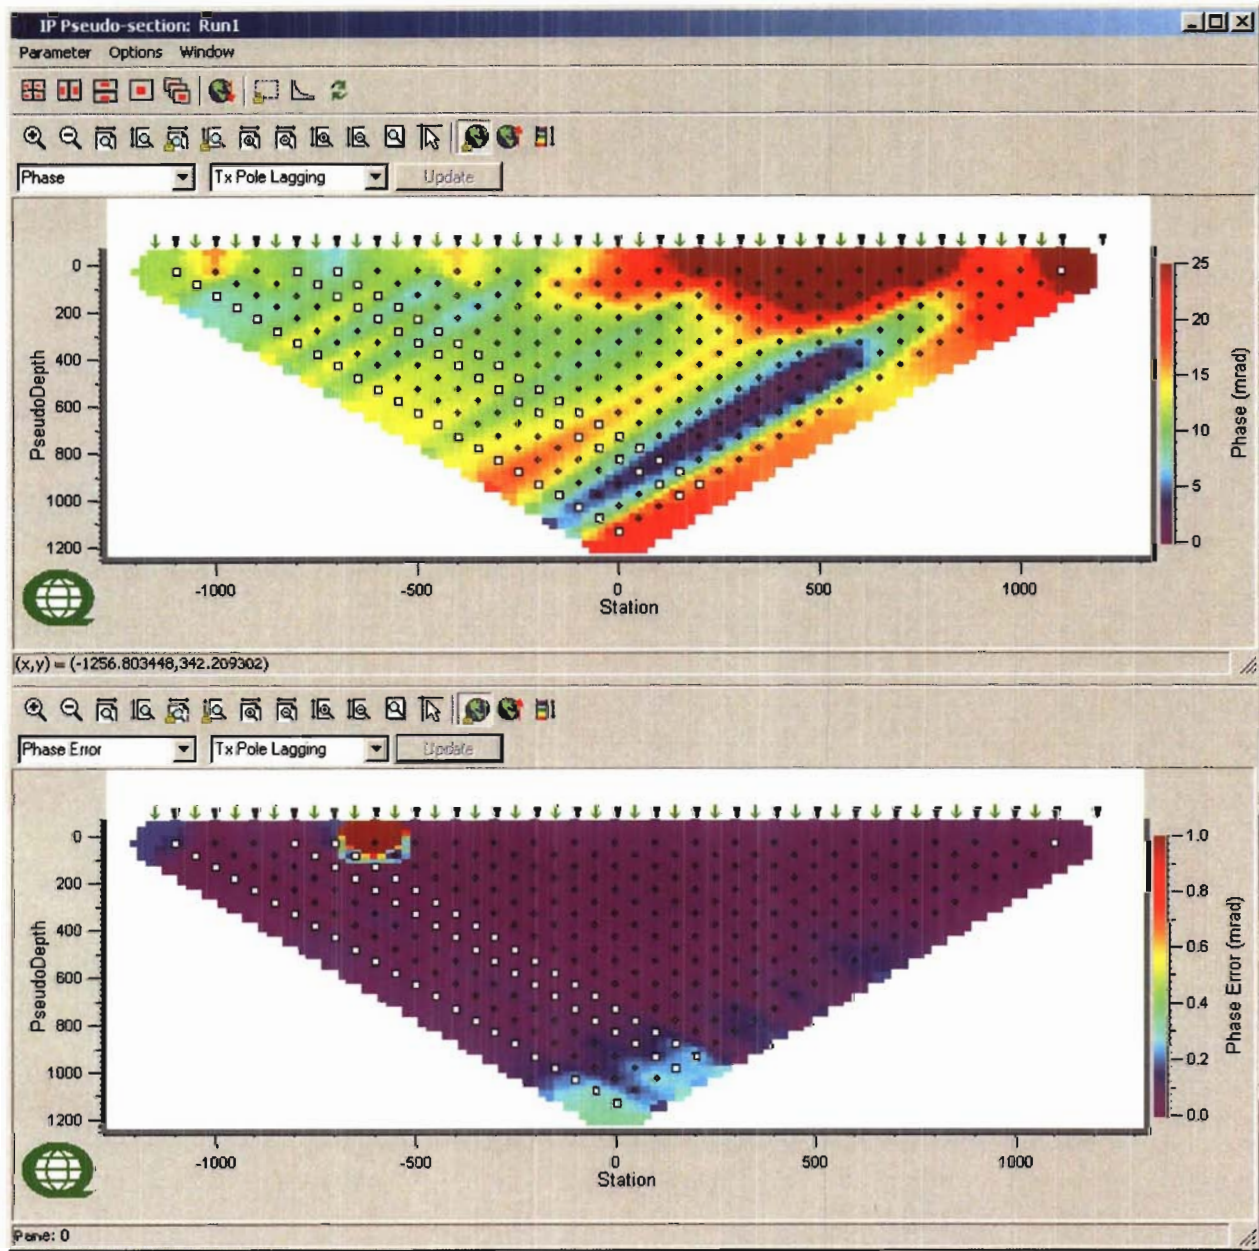 IP Pseudo-section: Run1
Parameter Options Window
Phase Tx Pole Lagging Update
0
200
400
600
800
1000
1200
PseudoDepth
-1000 -500 0 500 1000
Station
25
20
15
10
5
0
Phase (mrad)
(x,y) = (-1256.803448,342.209302)
Phase Error Tx Pole Lagging Update
0
200
400
600
800
1000
1200
PseudoDepth
-1000 -500 0 500 1000
Station
1.0
0.8
0.6
0.4
0.2
0.0
Phase Error (mrad)
Pane: 0